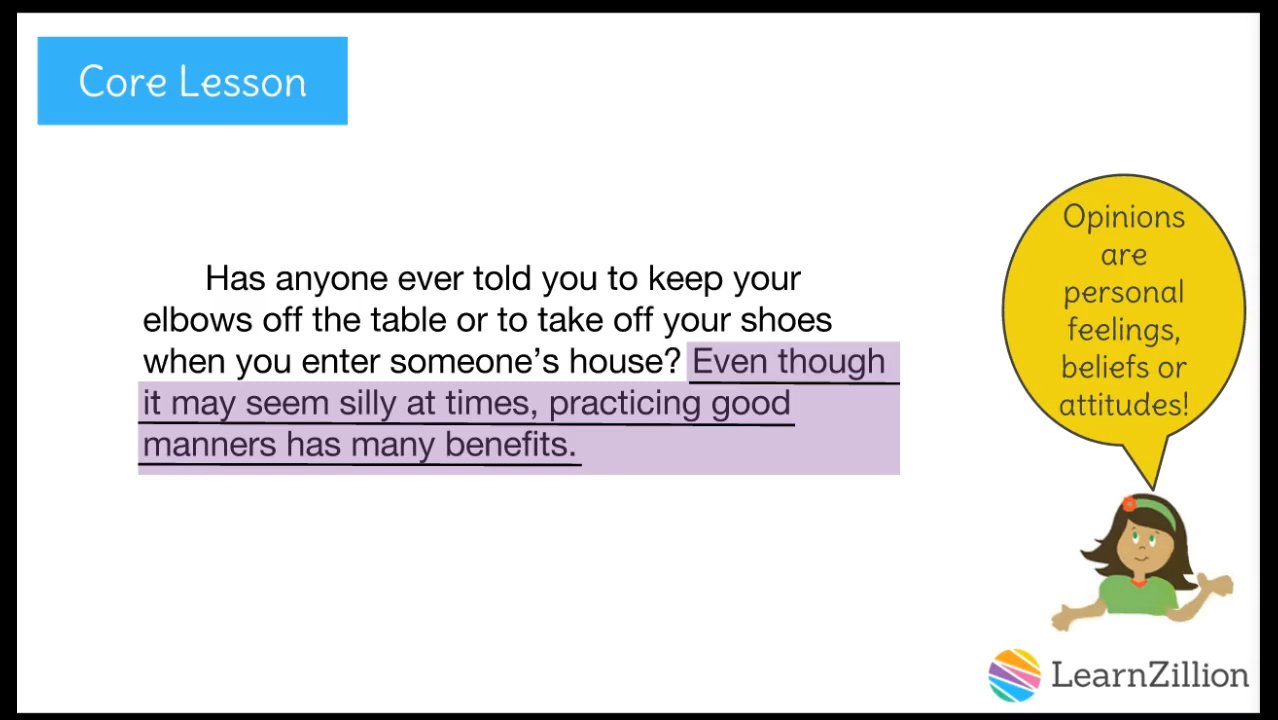 Core Lesson
Has anyone ever told you to keep your
elbows off the table or to take off your shoes
when you enter someone’s house? Even though
it may seem silly at times, practicing good
manners has many benefits.
Opinions
are
personal
feelings,
beliefs or
attitudes!
LearnZillion